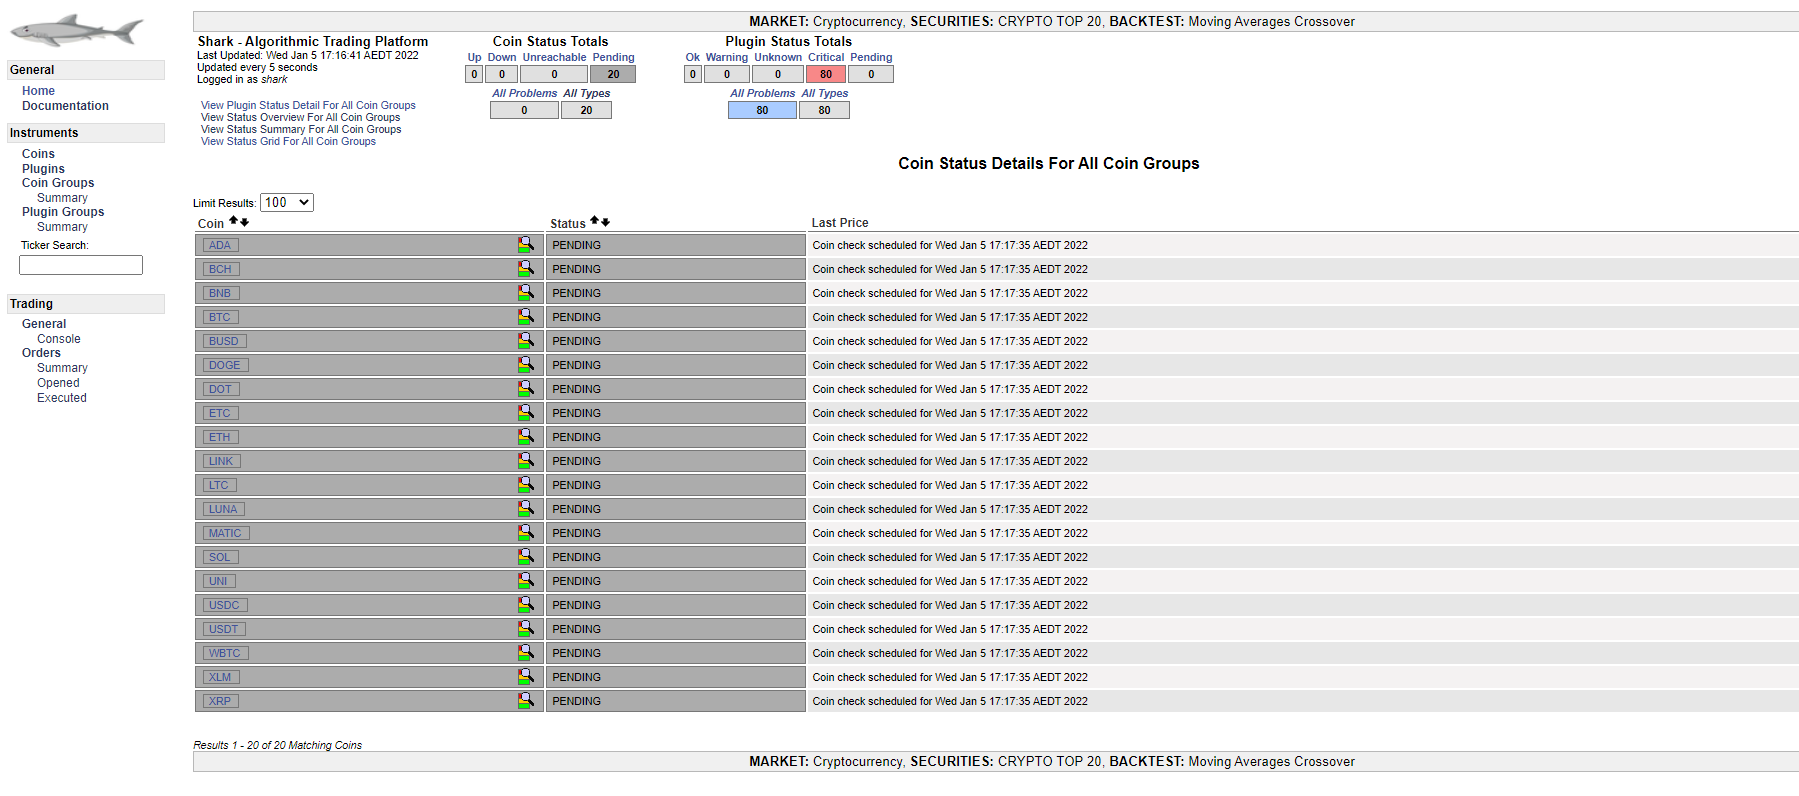 MARKET: Cryptocurrency, SECURITIES: CRYPTO TOP 20, BACKTEST: Moving Averages Crossover
General
Home
Documentation
Instruments
Coins
Plugins
Coin Groups
Summary
Plugin Groups
Summary
Ticker Search:
Trading
General
Console
Orders
Summary
Opened
Executed
Shark - Algorithmic Trading Platform
Last Updated: Wed Jan 5 17:16:41 AEDT 2022
Updated every 5 seconds
Logged in as shark
View Plugin Status Detail For All Coin Groups
View Status Overview For All Coin Groups
View Status Summary For All Coin Groups
View Status Grid For All Coin Groups
Coin Status Totals
Up Down Unreachable Pending
0 0 0 20
All Problems All Types
0 20
Plugin Status Totals
Ok Warning Unknown Critical Pending
0 0 0 80 0
All Problems All Types
80 80
Coin Status Details For All Coin Groups
Limit Results: 100
Coin Status Last Price
ADA PENDING Coin check scheduled for Wed Jan 5 17:17:35 AEDT 2022
BCH PENDING Coin check scheduled for Wed Jan 5 17:17:35 AEDT 2022
BNB PENDING Coin check scheduled for Wed Jan 5 17:17:35 AEDT 2022
BTC PENDING Coin check scheduled for Wed Jan 5 17:17:35 AEDT 2022
BUSD PENDING Coin check scheduled for Wed Jan 5 17:17:35 AEDT 2022
DOGE PENDING Coin check scheduled for Wed Jan 5 17:17:35 AEDT 2022
DOT PENDING Coin check scheduled for Wed Jan 5 17:17:35 AEDT 2022
ETC PENDING Coin check scheduled for Wed Jan 5 17:17:35 AEDT 2022
ETH PENDING Coin check scheduled for Wed Jan 5 17:17:35 AEDT 2022
LINK PENDING Coin check scheduled for Wed Jan 5 17:17:35 AEDT 2022
LTC PENDING Coin check scheduled for Wed Jan 5 17:17:35 AEDT 2022
LUNA PENDING Coin check scheduled for Wed Jan 5 17:17:35 AEDT 2022
MATIC PENDING Coin check scheduled for Wed Jan 5 17:17:35 AEDT 2022
SOL PENDING Coin check scheduled for Wed Jan 5 17:17:35 AEDT 2022
UNI PENDING Coin check scheduled for Wed Jan 5 17:17:35 AEDT 2022
USDC PENDING Coin check scheduled for Wed Jan 5 17:17:35 AEDT 2022
USDT PENDING Coin check scheduled for Wed Jan 5 17:17:35 AEDT 2022
WBTC PENDING Coin check scheduled for Wed Jan 5 17:17:35 AEDT 2022
XLM PENDING Coin check scheduled for Wed Jan 5 17:17:35 AEDT 2022
XRP PENDING Coin check scheduled for Wed Jan 5 17:17:35 AEDT 2022
Results 1 - 20 of 20 Matching Coins
MARKET: Cryptocurrency, SECURITIES: CRYPTO TOP 20, BACKTEST: Moving Averages Crossover